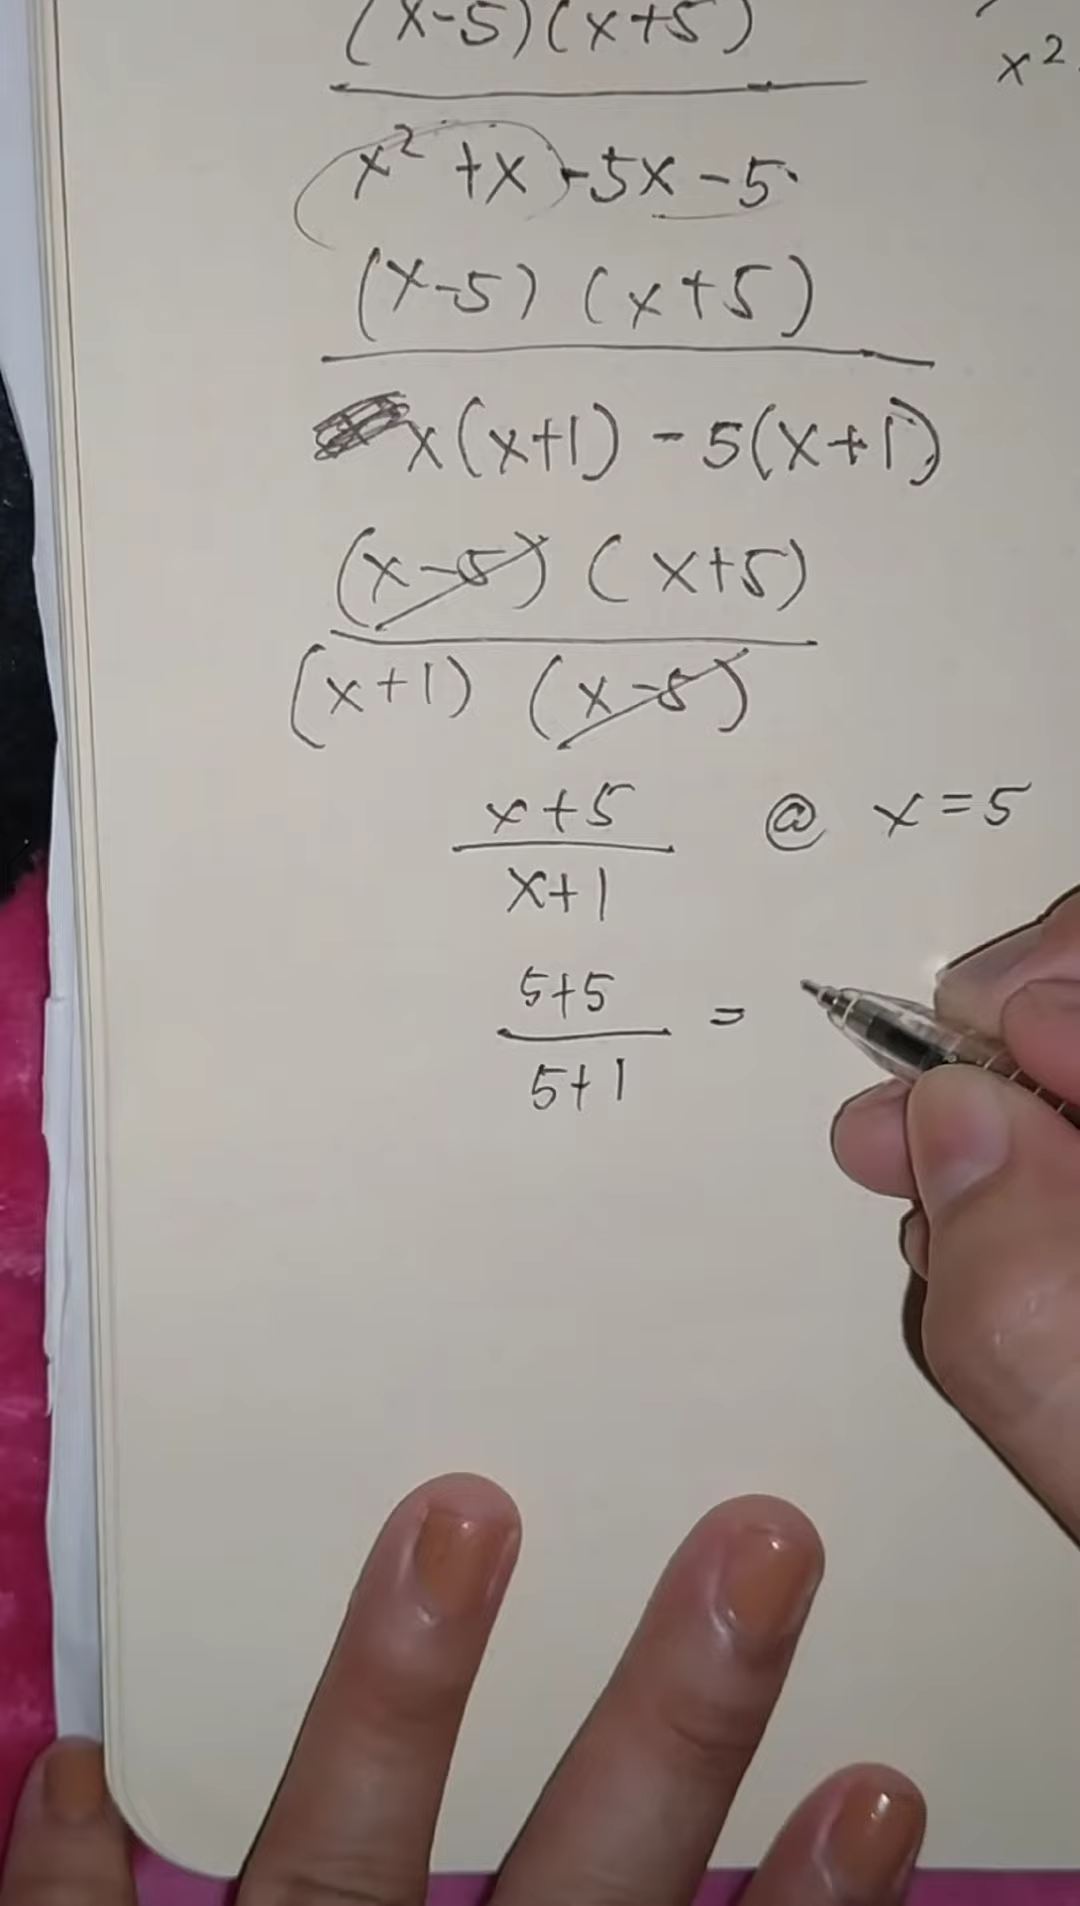 (x-5)(x+5)
x²
x² + x - 5x - 5
(x-5) (x+5)
x(x+1) - 5(x+1)
(x-5) (x+5)
(x+1) (x-5)
x+5 @ x=5
x+1
5+5 =
5+1